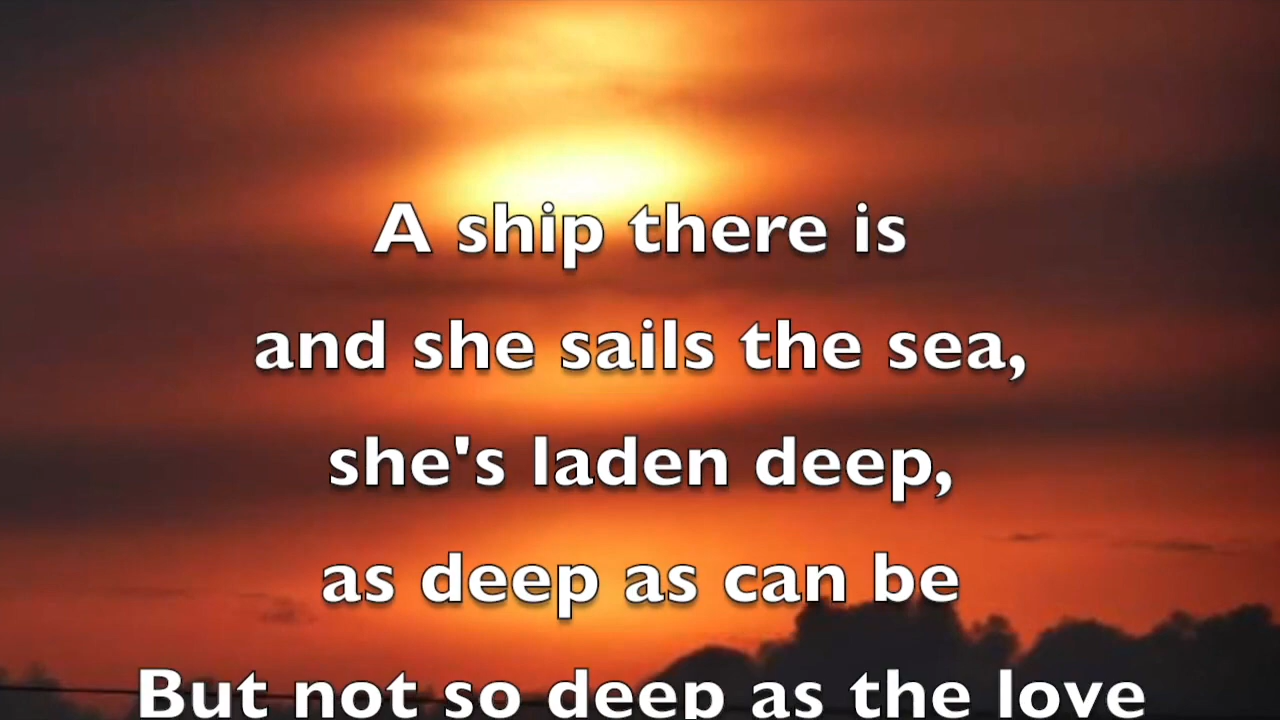 A ship there is
and she sails the sea,
she's laden deep,
as deep as can be
But not so deep as the love